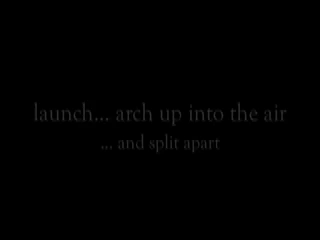 launch... arch up into the air
... and split apart